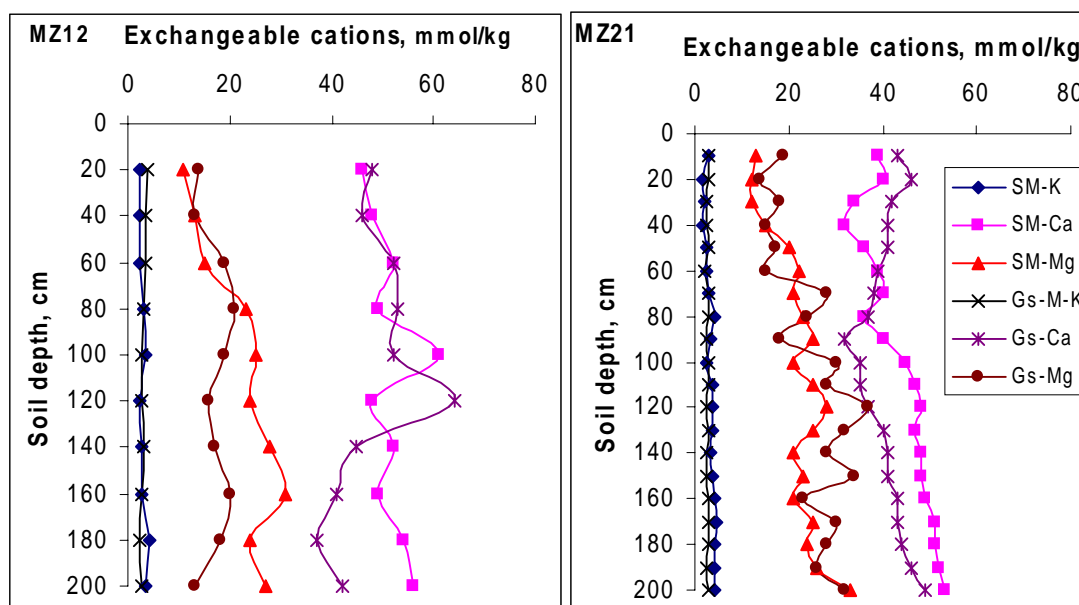 MZ12 Exchangeable cations, mmol/kg
0 20 40 60 80
Soil depth, cm
0
20
40
60
80
100
120
140
160
180
200
MZ21
Exchangeable cations, mmol/kg
0 20 40 60 80
Soil depth, cm
0
20
40
60
80
100
120
140
160
180
200
SM-K
SM-Ca
SM-Mg
Gs-M-K
Gs-Ca
Gs-Mg